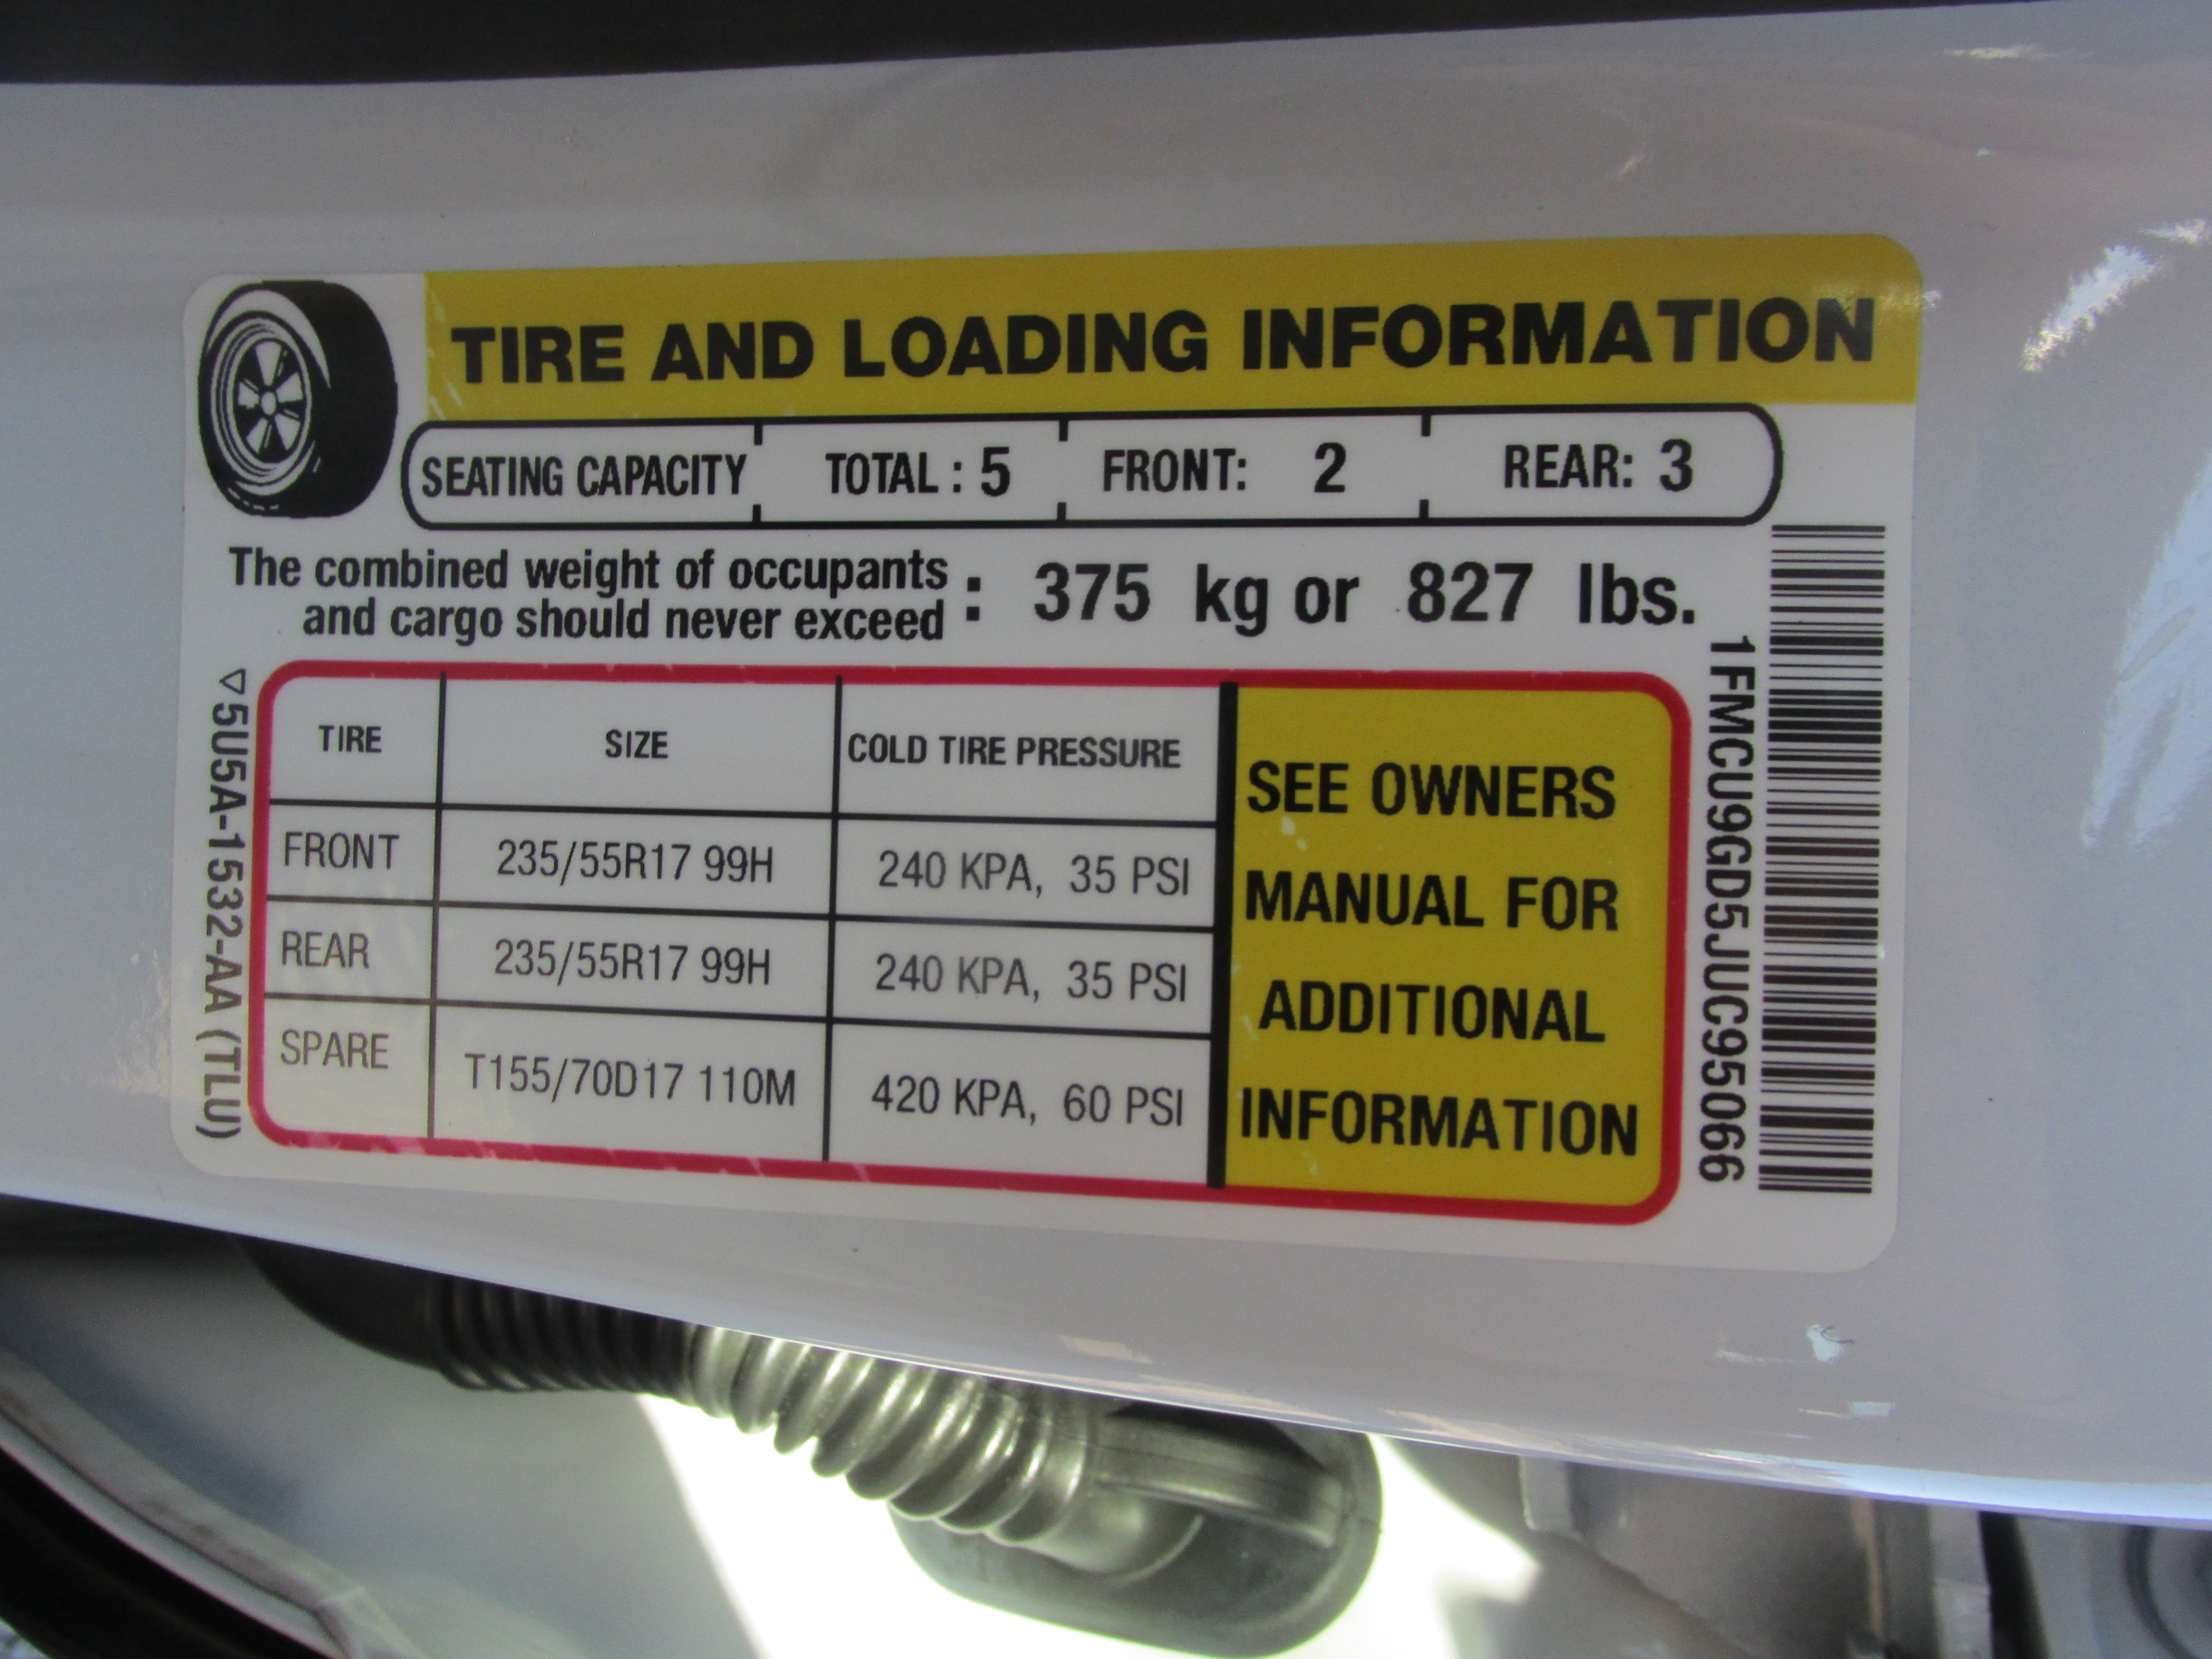 TIRE AND LOADING INFORMATION
SEATING CAPACITY TOTAL : 5 FRONT: 2 REAR: 3
The combined weight of occupants
and cargo should never exceed : 375 kg or 827 lbs.
TIRE SIZE COLD TIRE PRESSURE
FRONT 235/55R17 99H 240 KPA, 35 PSI
REAR 235/55R17 99H 240 KPA, 35 PSI
SPARE T155/70D17 110M 420 KPA, 60 PSI
SEE OWNERS
MANUAL FOR
ADDITIONAL
INFORMATION
5U5A-1532-AA (TLU)
1FMCU9GD5JUC95066